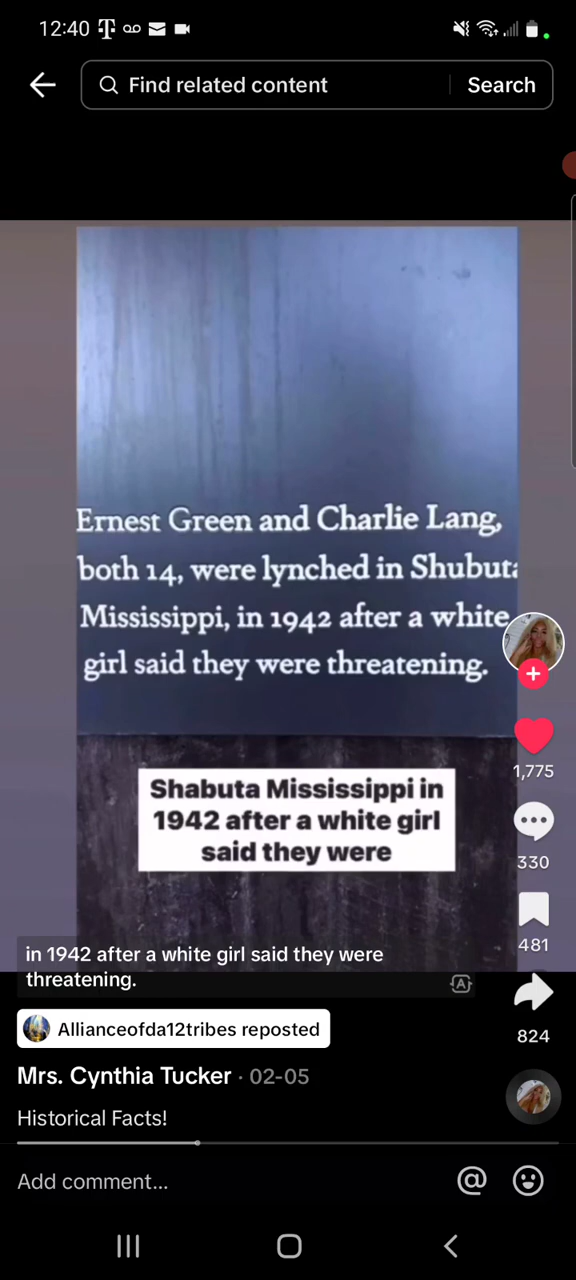 12:40
Find related content
Search
Ernest Green and Charlie Lang,
both 14, were lynched in Shubuta
Mississippi, in 1942 after a white
girl said they were threatening.
Shabuta Mississippi in
1942 after a white girl
said they were
1,775
330
481
824
in 1942 after a white girl said they were
threatening.
A
Allianceofda12tribes reposted
Mrs. Cynthia Tucker · 02-05
Historical Facts!
Add comment...
@